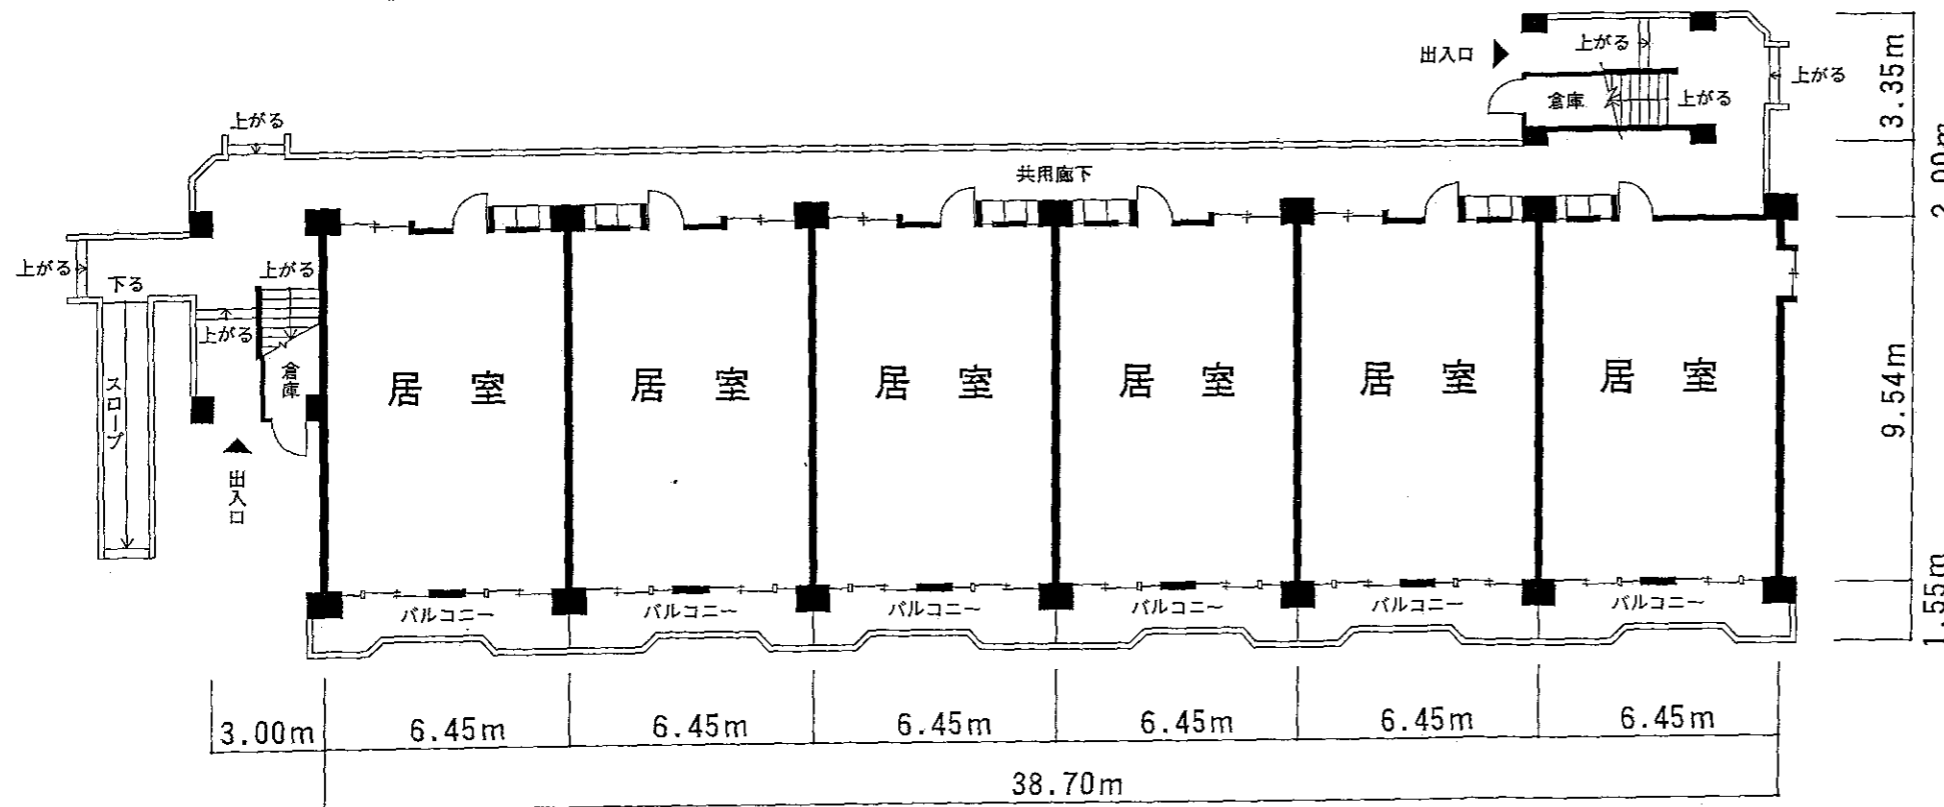 上がる
出入口
上がる
倉庫
上がる
3.35m
上がる
共用廊下
2.00m
上がる
下る
上がる
上がる
スロープ
倉庫
出入口
居室
居室
居室
居室
居室
居室
9.54m
バルコニー
バルコニー
バルコニー
バルコニー
バルコニー
バルコニー
1.55m
3.00m
6.45m
6.45m
6.45m
6.45m
6.45m
6.45m
38.70m